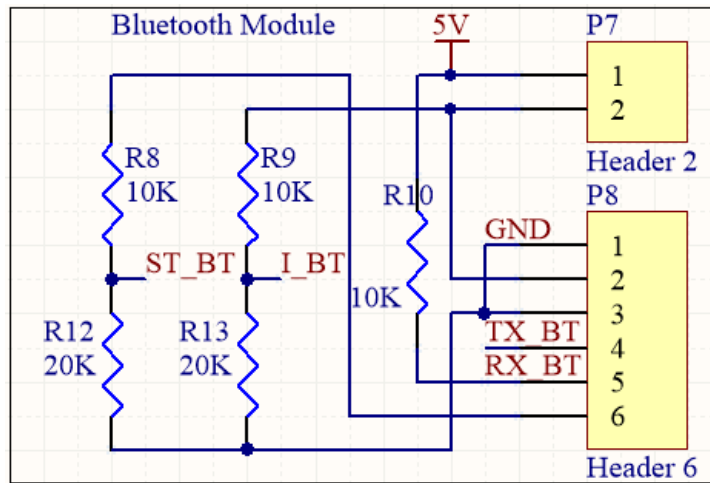 Bluetooth Module
5V
P7
1
2
Header 2
R8
10K
R9
10K
R10
10K
P8
GND
1
ST_BT
I_BT
2
3
R12
20K
R13
20K
TX_BT
4
RX_BT
5
6
Header 6